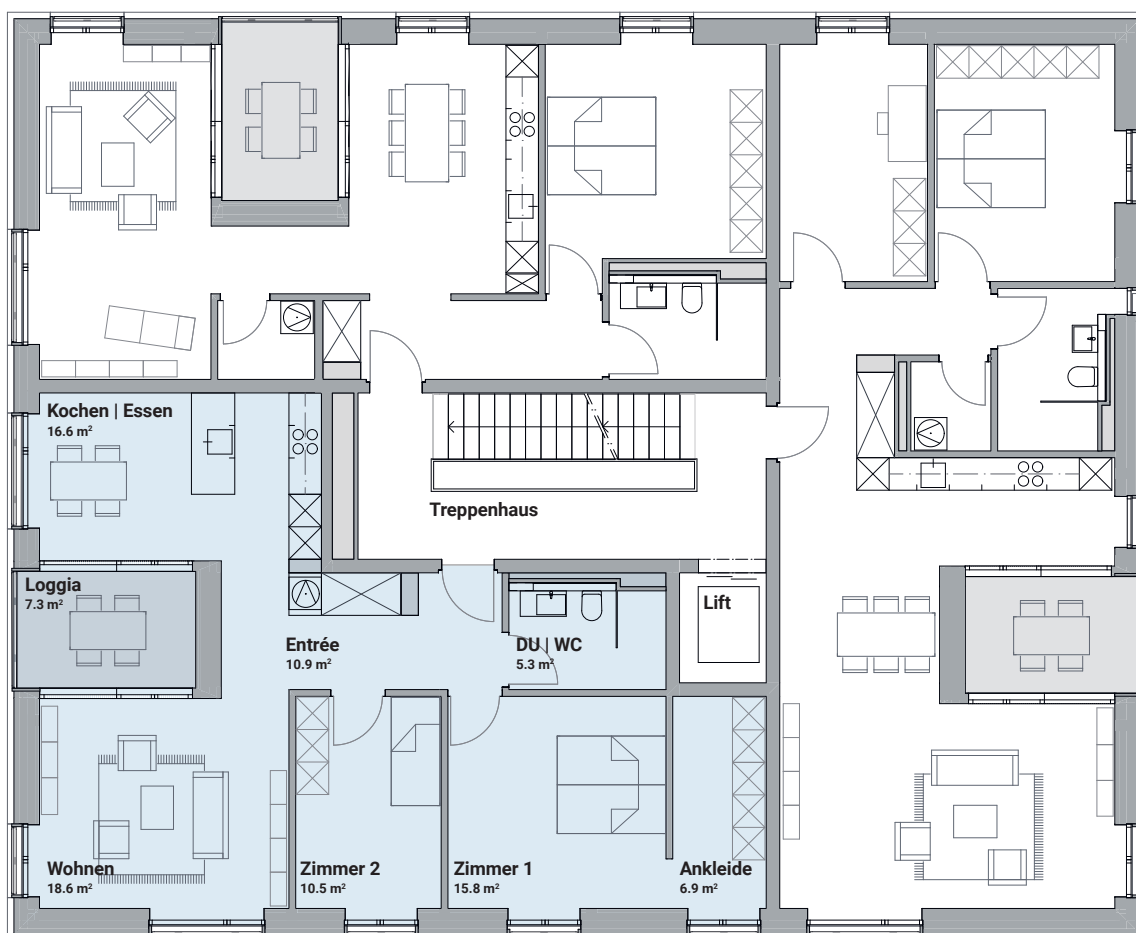 Kochen | Essen
16.6 m²
Treppenhaus
Loggia
7.3 m²
Lift
Entrée
10.9 m²
DU | WC
5.3 m²
Wohnen
18.6 m²
Zimmer 2
10.5 m²
Zimmer 1
15.8 m²
Ankleide
6.9 m²